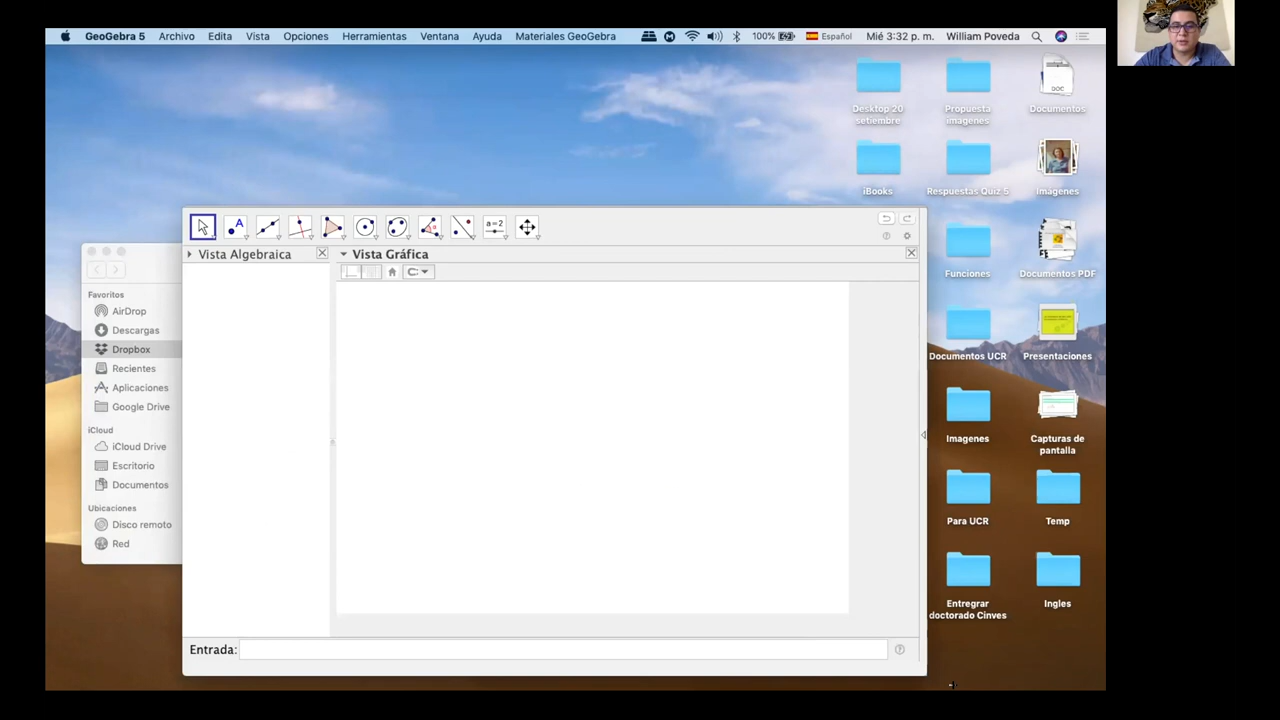 GeoGebra 5 Archivo Edita Vista Opciones Herramientas Ventana Ayuda Materiales GeoGebra 100% Español Mié 3:32 p. m. William Poveda
Desktop 20
setiembre
Propuesta
imagenes
DOC
Documentos
iBooks
Respuestas Quiz 5
Imágenes
A
a=2
Vista Algebraica
Vista Gráfica
Favoritos
AirDrop
Descargas
Dropbox
Recientes
Aplicaciones
Google Drive
iCloud
iCloud Drive
Escritorio
Documentos
Ubicaciones
Disco remoto
Red
Funciones
Documentos PDF
Documentos UCR
Presentaciones
Imagenes
Capturas de
pantalla
Para UCR
Temp
Entregrar
doctorado Cinves
Ingles
Entrada: